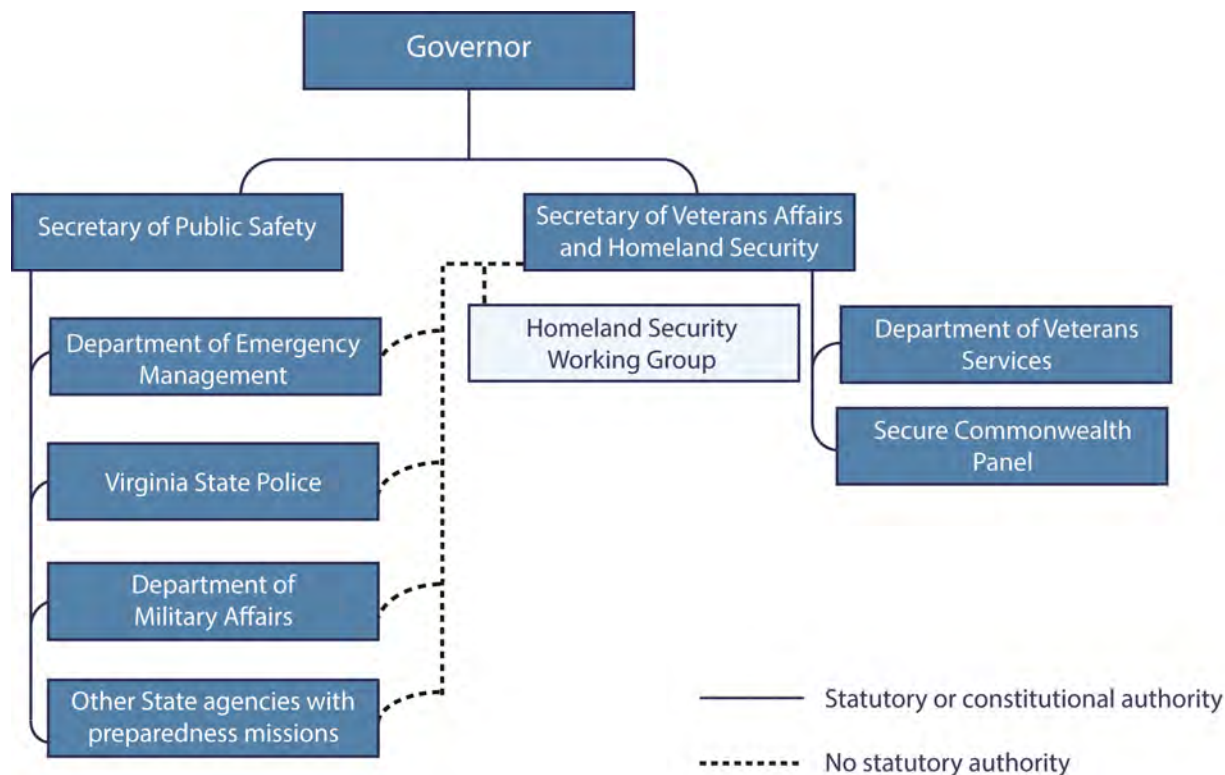 Governor
Secretary of Public Safety
Secretary of Veterans Affairs
and Homeland Security
Department of Emergency
Management
Homeland Security
Working Group
Department of Veterans
Services
Virginia State Police
Secure Commonwealth
Panel
Department of
Military Affairs
Other State agencies with
preparedness missions
Statutory or constitutional authority
No statutory authority